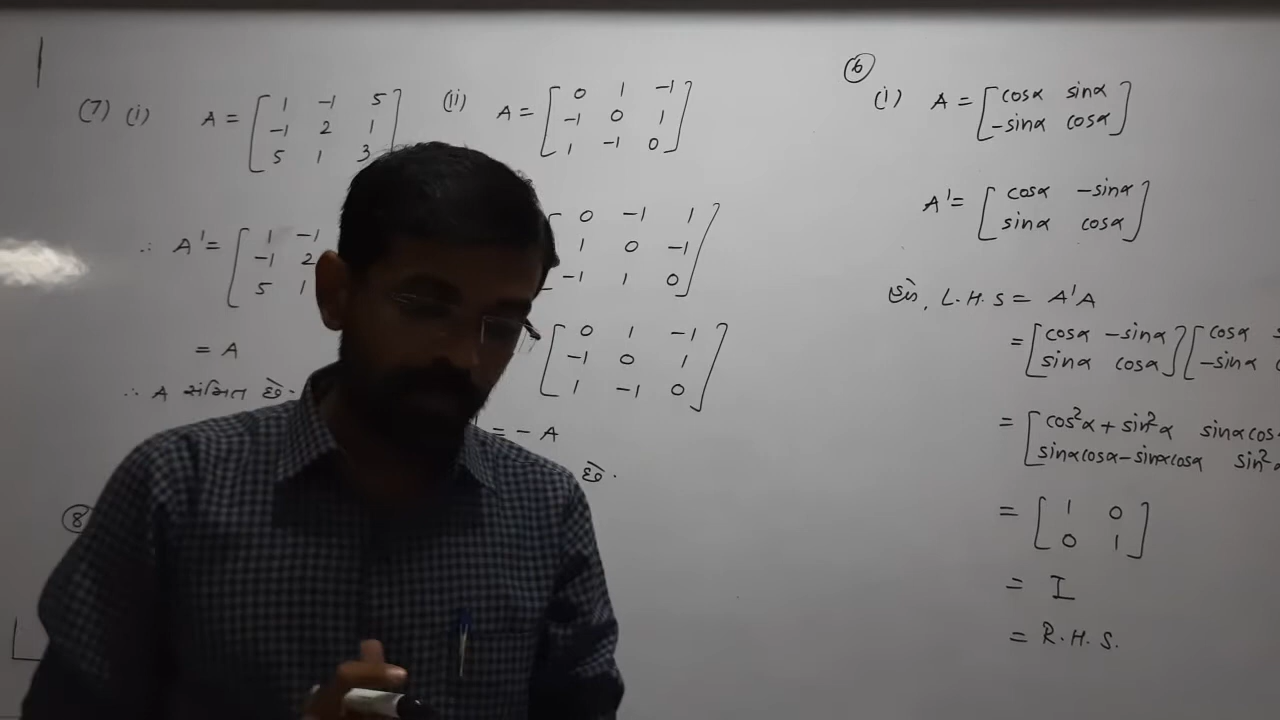 (7) (i) A = [ 1 -1 5
-1 2 1
5 1 3
∴ A' = [ 1 -1
-1 2
5 1
= A
∴ A સંમિત છે.
(8)
(ii) A = [ 0 1 -1
-1 0 1
1 -1 0 ]
0 -1 1
1 0 -1
-1 1 0 ]
[ 0 1 -1
-1 0 1
1 -1 0 ]
= - A
છે.
(6)
(i) A = [ cosα sinα
-sinα cosα ]
A' = [ cosα -sinα
sinα cosα ]
હવે, L.H.S = A'A
= [ cosα -sinα ] [ cosα
sinα cosα ] [ -sinα
= [ cos²α + sin²α sinαcos
sinαcosα - sinαcosα sin²
= [ 1 0
0 1 ]
= I
= R.H.S.